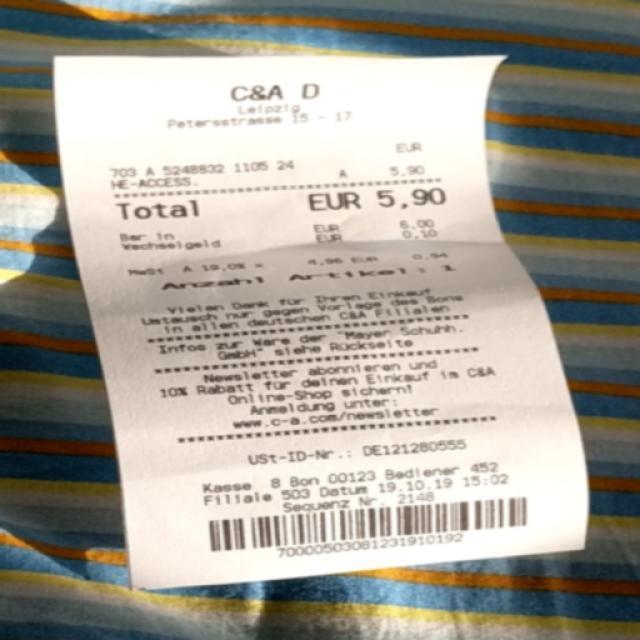 C&A D
Leipzig
Petersstrasse 15 - 17
EUR
703 A 5248832 1105 24 A 5,90
HE-ACCESS.
********************************************
Total EUR 5,90
Bar in EUR 6,00
Wechselgeld EUR 0,10
MwSt A 19,0% = 4,96 EUR 0,94
Anzahl Artikel: 1
Vielen Dank für Ihren Einkauf
Umtausch nur gegen Vorlage des Bons
in allen deutschen C&A Filialen
********************************************
Infos zur Ware der "Mayer Schuhh.
GmbH" siehe Rückseite
********************************************
Newsletter abonnieren und
10% Rabatt für deinen Einkauf im C&A
Online-Shop sichern!
Anmeldung unter:
www.c-a.com/newsletter
********************************************
USt-ID-Nr.: DE121280555
Kasse 8 Bon 00123 Bediener 452
Filiale 503 Datum 19.10.19 15:02
Sequenz Nr. 2148
70000503081231910192